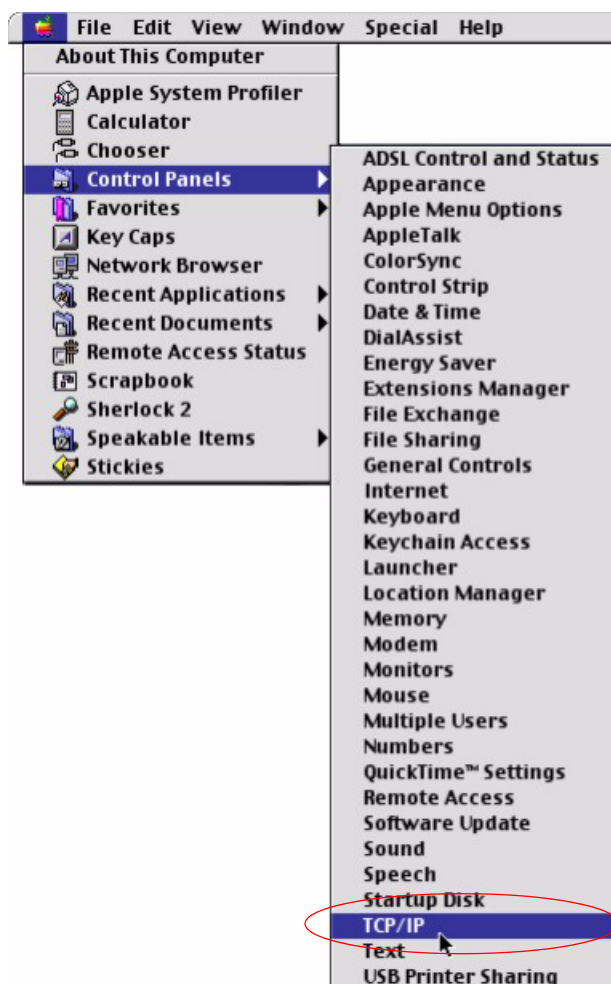 File Edit View Window Special Help
About This Computer
Apple System Profiler
Calculator
Chooser
Control Panels
Favorites
Key Caps
Network Browser
Recent Applications
Recent Documents
Remote Access Status
Scrapbook
Sherlock 2
Speakable Items
Stickies
ADSL Control and Status
Appearance
Apple Menu Options
AppleTalk
ColorSync
Control Strip
Date & Time
DialAssist
Energy Saver
Extensions Manager
File Exchange
File Sharing
General Controls
Internet
Keyboard
Keychain Access
Launcher
Location Manager
Memory
Modem
Monitors
Mouse
Multiple Users
Numbers
QuickTime™ Settings
Remote Access
Software Update
Sound
Speech
Startup Disk
TCP/IP
Text
USB Printer Sharing